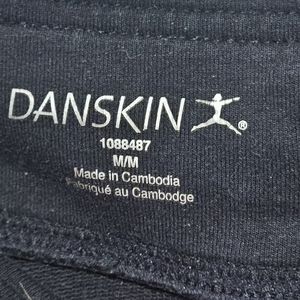 DANSKIN ®
1088487
M/M
Made in Cambodia
Fabriqué au Cambodge